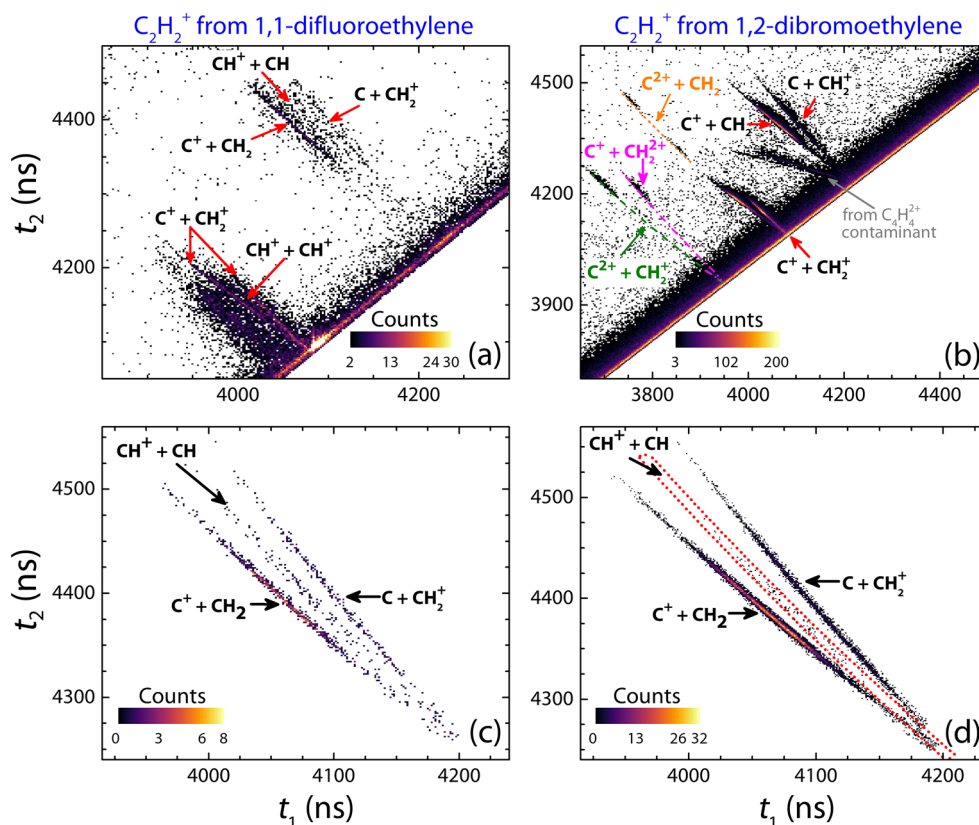 C₂H₂⁺ from 1,1-difluoroethylene
C₂H₂⁺ from 1,2-dibromoethylene
t₂ (ns)
4400
4200
4000
4200
CH⁺ + CH
C + CH₂⁺
C⁺ + CH₂
C⁺ + CH₂⁺
CH⁺ + CH⁺
Counts
2 13 24 30
(a)
4500
4200
3900
3800
4000
4200
4400
C²⁺ + CH₂
C + CH₂⁺
C⁺ + CH₂
C⁺ + CH₂²⁺
from C₄H₄²⁺
contaminant
C²⁺ + CH₂⁺
C⁺ + CH₂⁺
Counts
3 102 200
(b)
t₂ (ns)
4500
4400
4300
4000
4100
4200
CH⁺ + CH
C⁺ + CH₂
C + CH₂⁺
Counts
0 3 6 8
(c)
t₁ (ns)
4500
4400
4300
4000
4100
4200
CH⁺ + CH
C + CH₂⁺
C⁺ + CH₂
Counts
0 13 26 32
(d)
t₁ (ns)